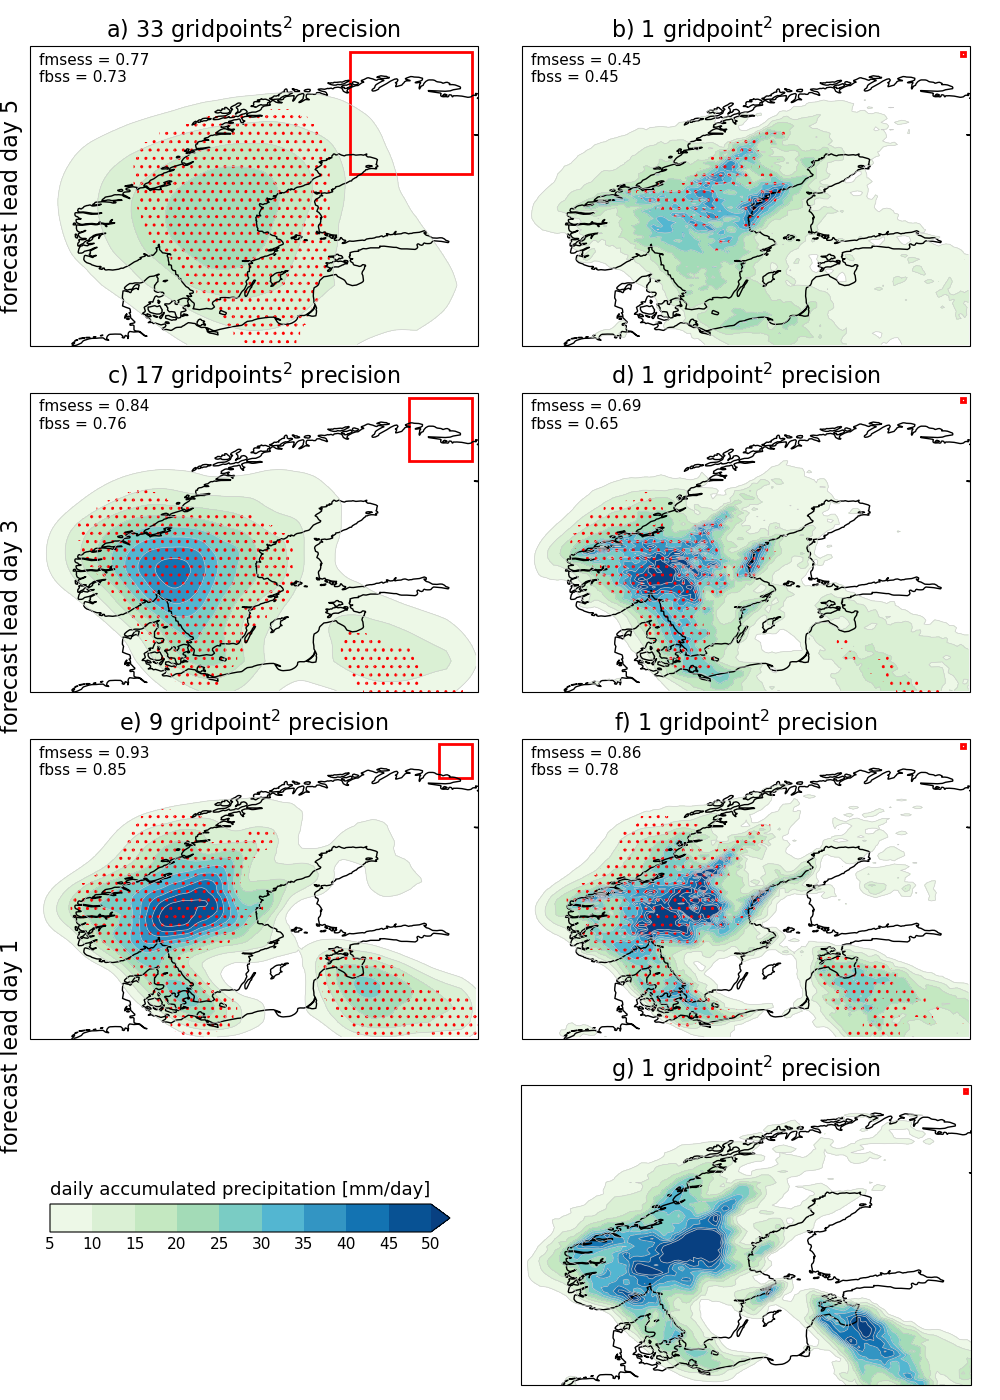 a) 33 gridpoints² precision
fmsess = 0.77
fbss = 0.73
b) 1 gridpoint² precision
fmsess = 0.45
fbss = 0.45
forecast lead day 5
c) 17 gridpoints² precision
fmsess = 0.84
fbss = 0.76
d) 1 gridpoint² precision
fmsess = 0.69
fbss = 0.65
forecast lead day 3
e) 9 gridpoint² precision
fmsess = 0.93
fbss = 0.85
f) 1 gridpoint² precision
fmsess = 0.86
fbss = 0.78
forecast lead day 1
g) 1 gridpoint² precision
daily accumulated precipitation [mm/day]
5 10 15 20 25 30 35 40 45 50